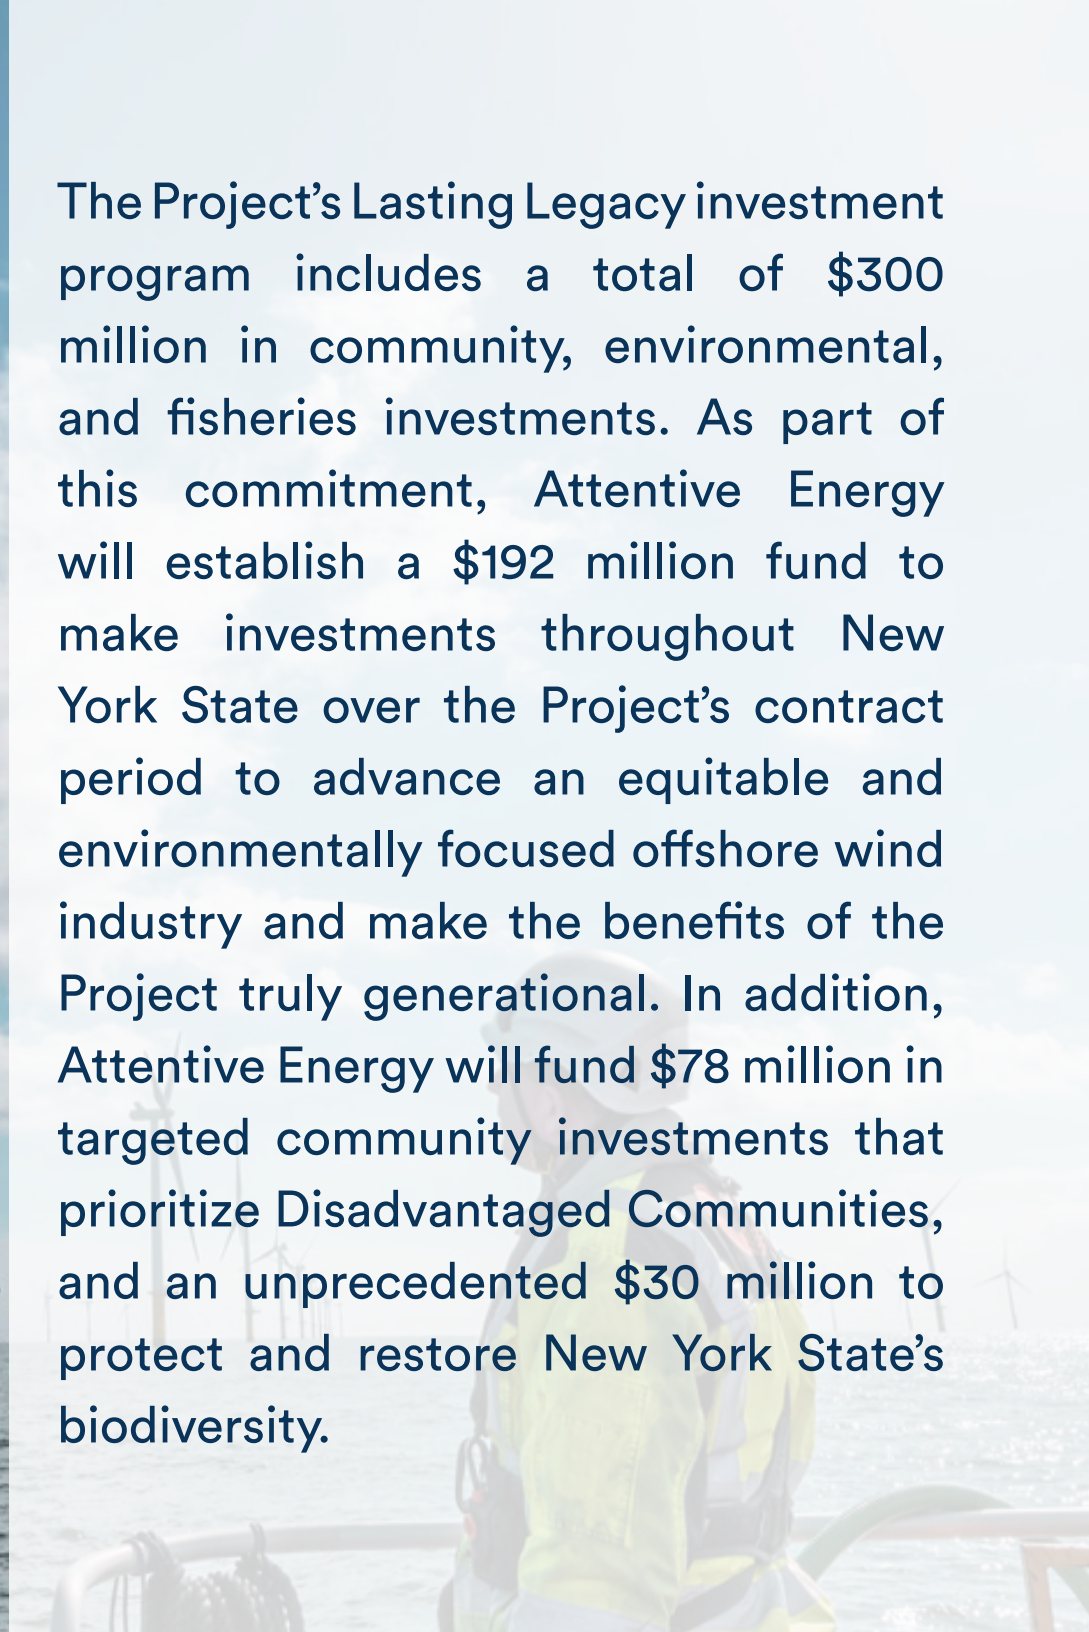 The Project’s Lasting Legacy investment
program includes a total of $300
million in community, environmental,
and fisheries investments. As part of
this commitment, Attentive Energy
will establish a $192 million fund to
make investments throughout New
York State over the Project’s contract
period to advance an equitable and
environmentally focused offshore wind
industry and make the benefits of the
Project truly generational. In addition,
Attentive Energy will fund $78 million in
targeted community investments that
prioritize Disadvantaged Communities,
and an unprecedented $30 million to
protect and restore New York State’s
biodiversity.